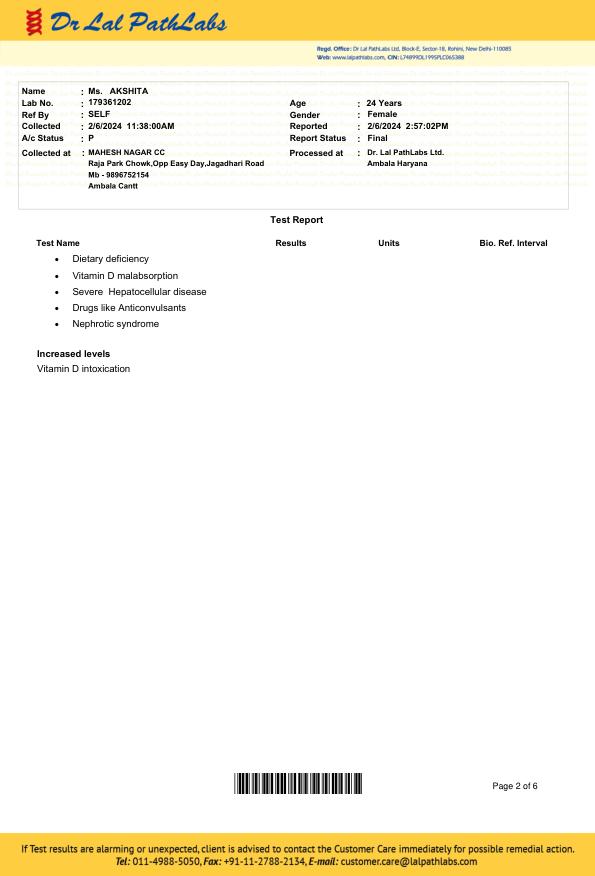 Dr Lal PathLabs
Regd. Office: Dr Lal PathLabs Ltd, Block-E, Sector-18, Rohini, New Delhi-110085
Web: www.lalpathlabs.com, CIN: L74899DL1995PLC065388
Name : Ms. AKSHITA
Lab No. : 179361202 Age : 24 Years
Ref By : SELF Gender : Female
Collected : 2/6/2024 11:38:00AM Reported : 2/6/2024 2:57:02PM
A/c Status : P Report Status : Final
Collected at : MAHESH NAGAR CC Processed at : Dr. Lal PathLabs Ltd.
Raja Park Chowk,Opp Easy Day,Jagadhari Road Ambala Haryana
Mb - 9896752154
Ambala Cantt
Test Report
Test Name Results Units Bio. Ref. Interval
• Dietary deficiency
• Vitamin D malabsorption
• Severe Hepatocellular disease
• Drugs like Anticonvulsants
• Nephrotic syndrome
Increased levels
Vitamin D intoxication
Page 2 of 6
If Test results are alarming or unexpected, client is advised to contact the Customer Care immediately for possible remedial action.
Tel: 011-4988-5050, Fax: +91-11-2788-2134, E-mail: customer.care@lalpathlabs.com